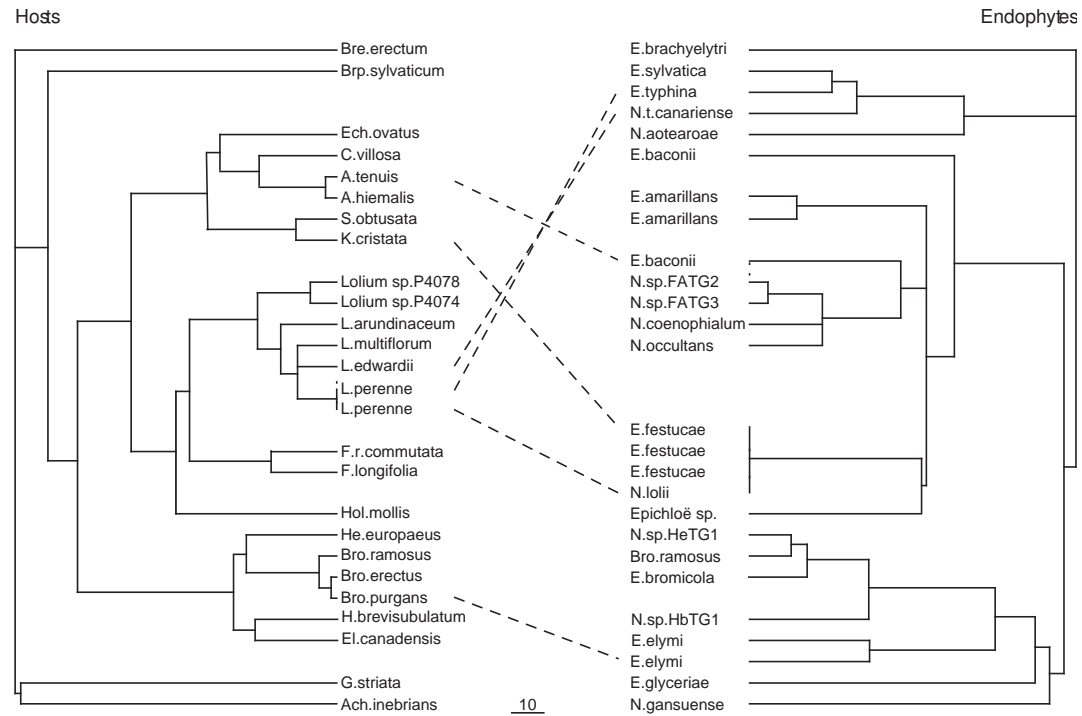 Hosts
Endophytes
Bre.erectum
Brp.sylvaticum
Ech.ovatus
C.villosa
A.tenuis
A.hiemalis
S.obtusata
K.cristata
Lolium sp.P4078
Lolium sp.P4074
L.arundinaceum
L.multiflorum
L.edwardii
L.perenne
L.perenne
F.r.commutata
F.longifolia
Hol.mollis
He.europaeus
Bro.ramosus
Bro.erectus
Bro.purgans
H.brevisubulatum
El.canadensis
G.striata
Ach.inebrians
E.brachyelytri
E.sylvatica
E.typhina
N.t.canariense
N.aotearoae
E.baconii
E.amarillans
E.amarillans
E.baconii
N.sp.FATG2
N.sp.FATG3
N.coenophialum
N.occultans
E.festucae
E.festucae
E.festucae
N.lolii
Epichloë sp.
N.sp.HeTG1
Bro.ramosus
E.bromicola
N.sp.HbTG1
E.elymi
E.elymi
E.glyceriae
N.gansuense
10